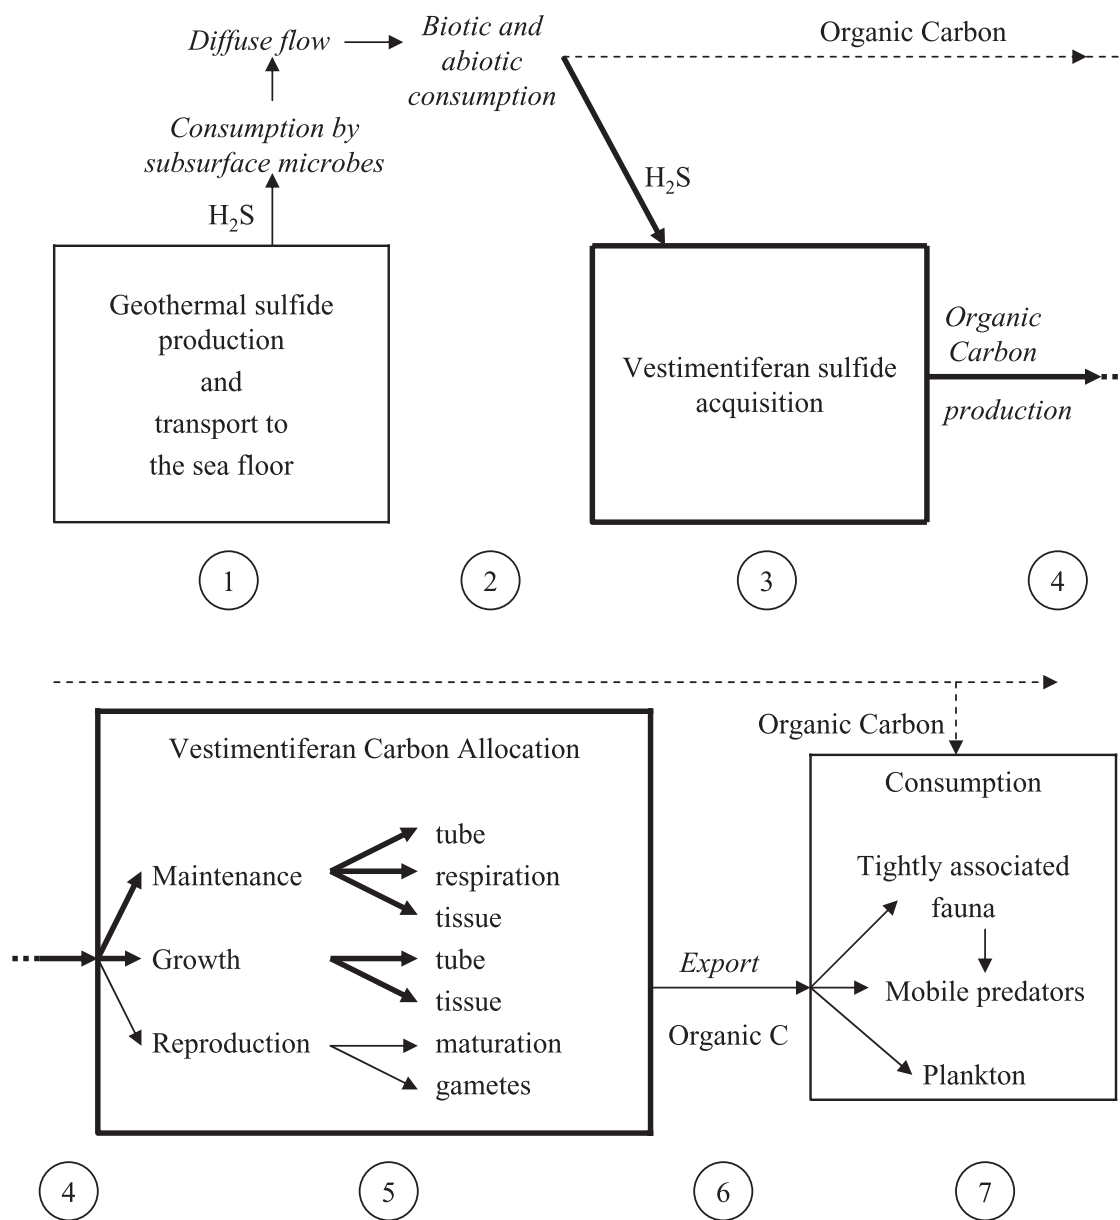 Diffuse flow
Biotic and
abiotic
consumption
Organic Carbon
Consumption by
subsurface microbes
H₂S
H₂S
Geothermal sulfide
production
and
transport to
the sea floor
Vestimentiferan sulfide
acquisition
Organic
Carbon
production
1
2
3
4
Vestimentiferan Carbon Allocation
Maintenance
tube
respiration
tissue
Growth
tube
tissue
Reproduction
maturation
gametes
Export
Organic C
Organic Carbon
Consumption
Tightly associated
fauna
Mobile predators
Plankton
4
5
6
7